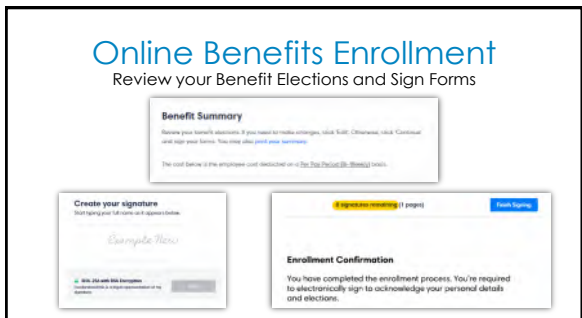 Online Benefits Enrollment
Review your Benefit Elections and Sign Forms
Benefit Summary
Review your benefit elections. If you need to make changes, click 'Edit'. Otherwise, click 'Continue'
and sign your forms. You may also print your summary.
The cost below is the employee cost deducted on a Per Pay Period (Bi-Weekly) basis.
Create your signature
Start typing your full name as it appears below.
Example New
with RSA Encryption
signatures remaining (1 pages)
Finish Signing
Enrollment Confirmation
You have completed the enrollment process. You're required
to electronically sign to acknowledge your personal details
and elections.